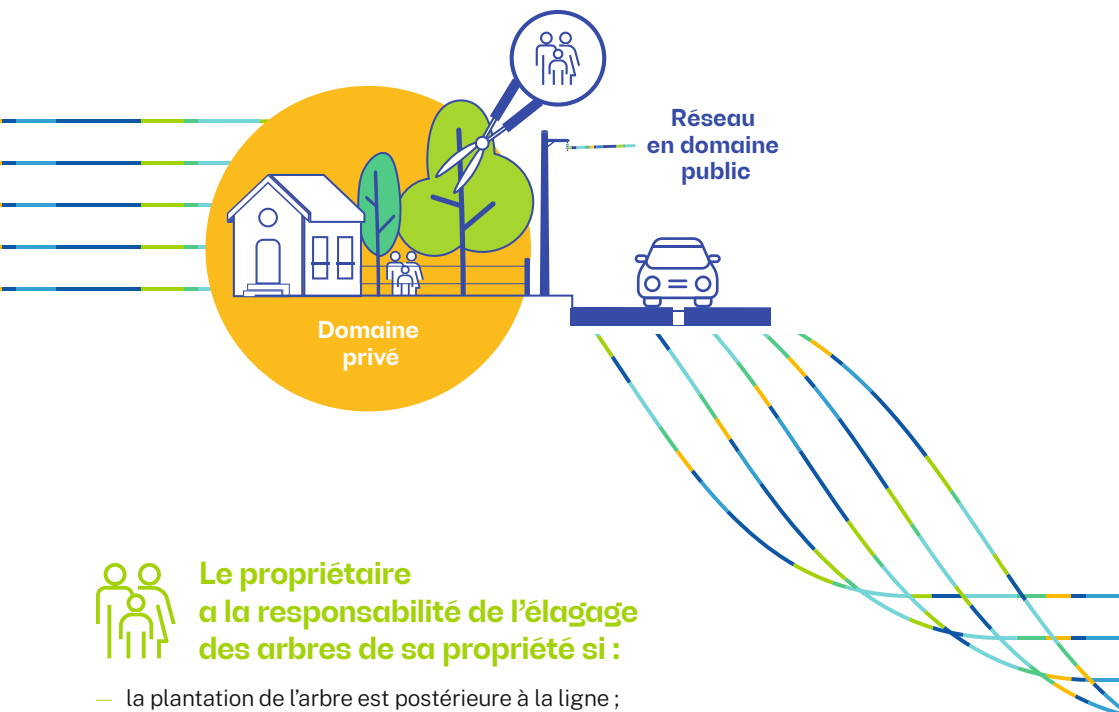 Réseau
en domaine
public
Domaine
privé
Le propriétaire
a la responsabilité de l’élagage
des arbres de sa propriété si :
— la plantation de l’arbre est postérieure à la ligne ;